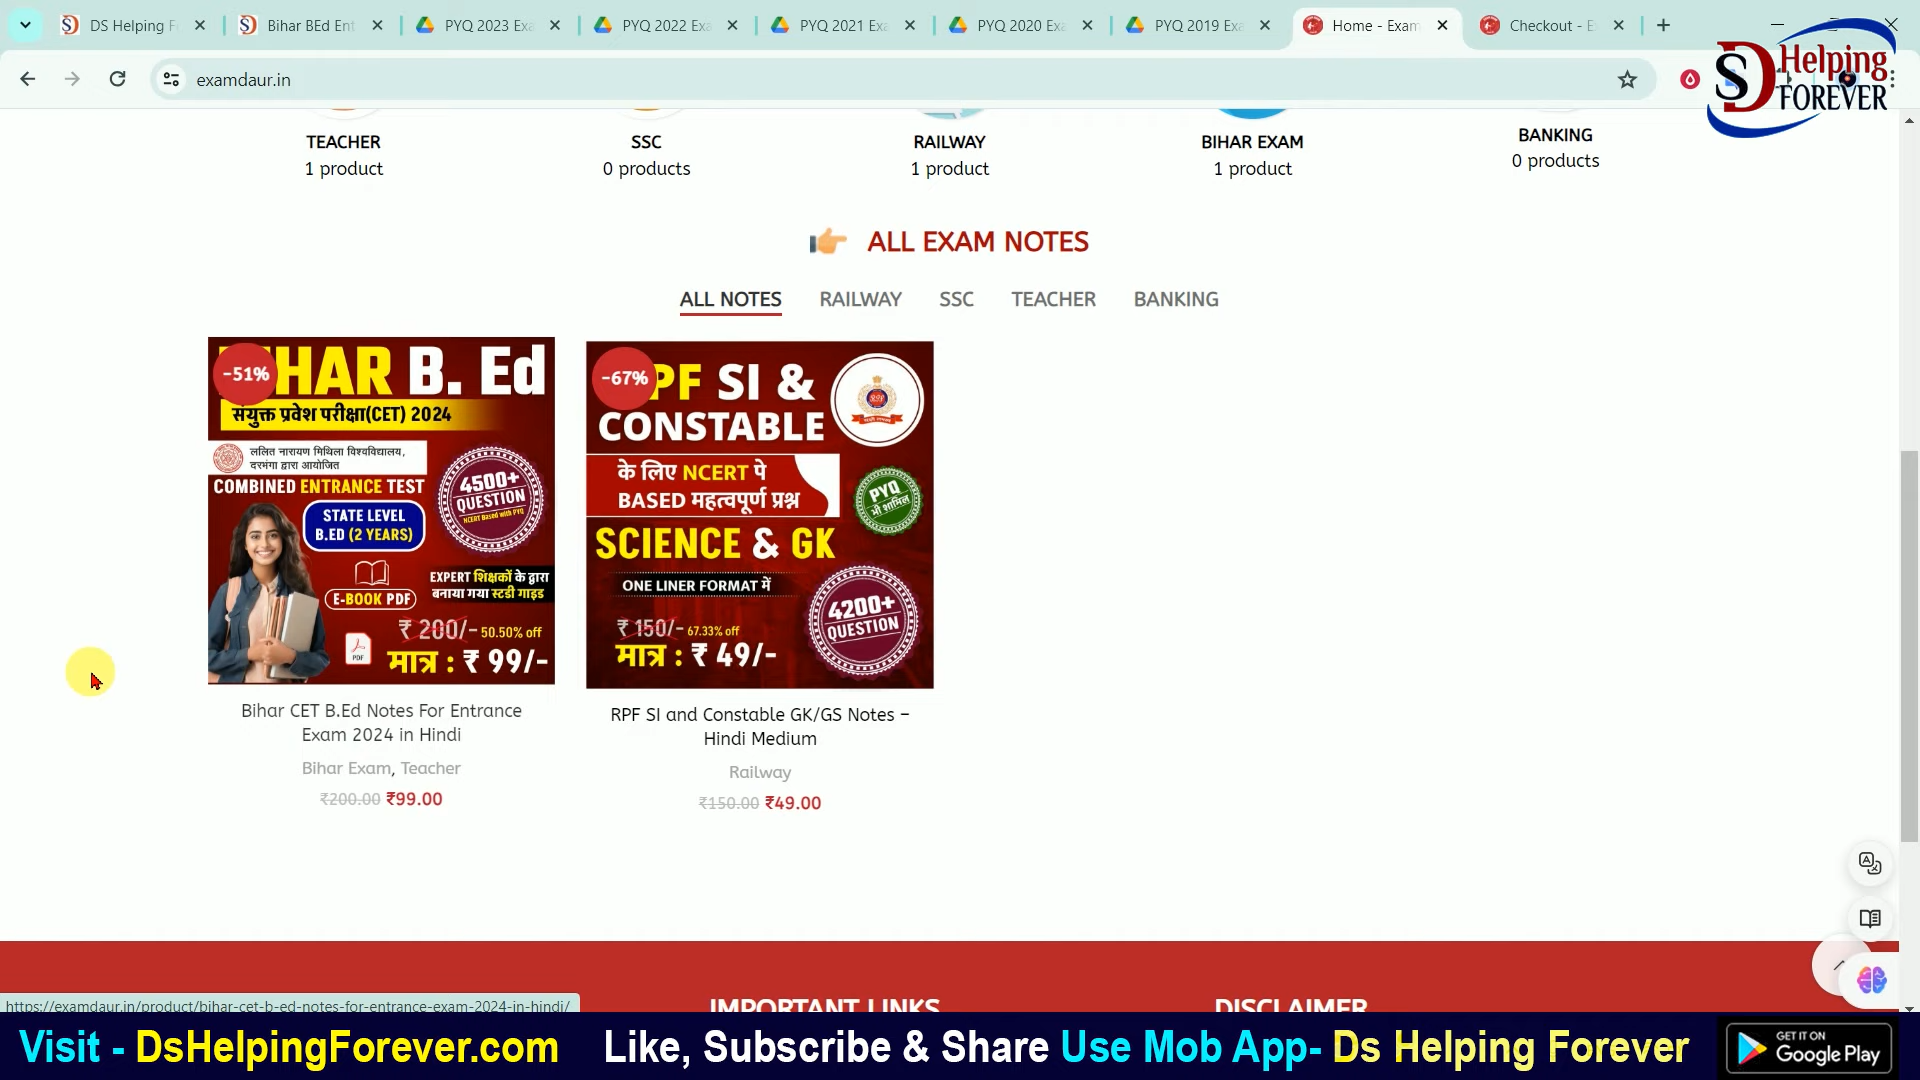 DS Helping F
Bihar BEd Ent
PYQ 2023 Exa
PYQ 2022 Exa
PYQ 2021 Exa
PYQ 2020 Exa
PYQ 2019 Exa
Home - Exam
Checkout - E
examdaur.in
SD Helping
FOREVER
TEACHER
1 product
SSC
0 products
RAILWAY
1 product
BIHAR EXAM
1 product
BANKING
0 products
ALL EXAM NOTES
ALL NOTES RAILWAY SSC TEACHER BANKING
-51%
IHAR B. Ed
संयुक्त प्रवेश परीक्षा(CET) 2024
ललित नारायण मिथिला विश्वविद्यालय,
दरभंगा द्वारा आयोजित
COMBINED ENTRANCE TEST
STATE LEVEL
B.ED (2 YEARS)
4500+
QUESTION
NCERT Based with PYQ
E-BOOK PDF
EXPERT शिक्षकों के द्वारा
बनाया गया स्टडी गाइड
PDF
₹ 200/- 50.50% off
मात्र : ₹ 99/-
Bihar CET B.Ed Notes For Entrance
Exam 2024 in Hindi
Bihar Exam, Teacher
₹200.00 ₹99.00
-67%
PF SI &
CONSTABLE
के लिए NCERT पे
BASED महत्वपूर्ण प्रश्न
PYQ
भी शामिल
SCIENCE & GK
ONE LINER FORMAT में
4200+
QUESTION
₹ 150/- 67.33% off
मात्र : ₹ 49/-
RPF SI and Constable GK/GS Notes –
Hindi Medium
Railway
₹150.00 ₹49.00
IMPORTANT LINKS
DISCLAIMER
https://examdaur.in/product/bihar-cet-b-ed-notes-for-entrance-exam-2024-in-hindi/
Visit - DsHelpingForever.com Like, Subscribe & Share Use Mob App- Ds Helping Forever
GET IT ON
Google Play